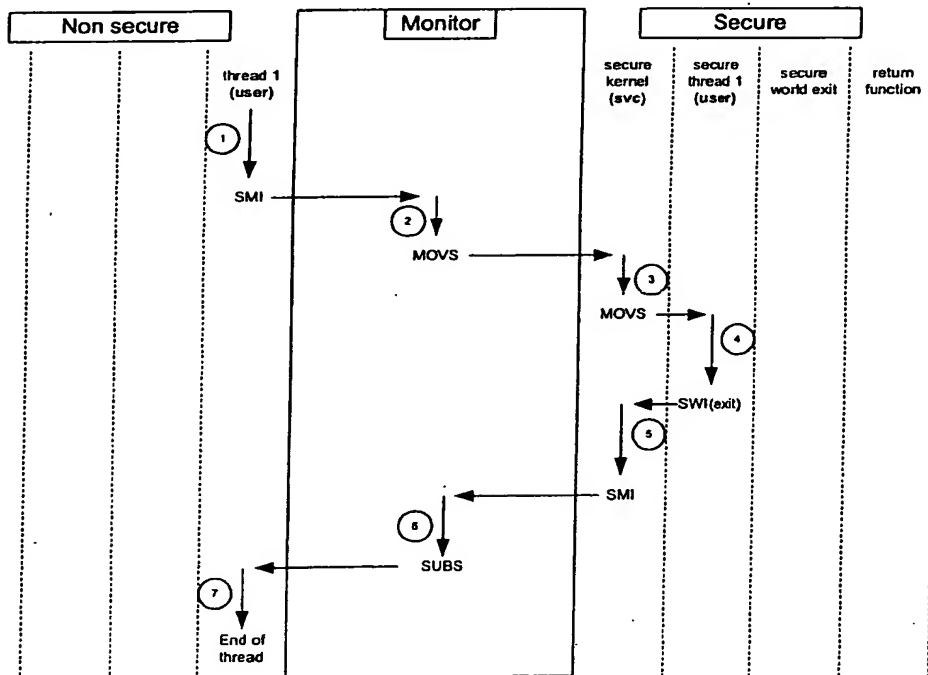 Non secure
Monitor
Secure
thread 1
(user)
secure
kernel
(svc)
secure
thread 1
(user)
secure
world exit
return
function
1
SMI
2
MOVS
3
MOVS
4
SWI(exit)
5
SMI
6
SUBS
7
End of
thread